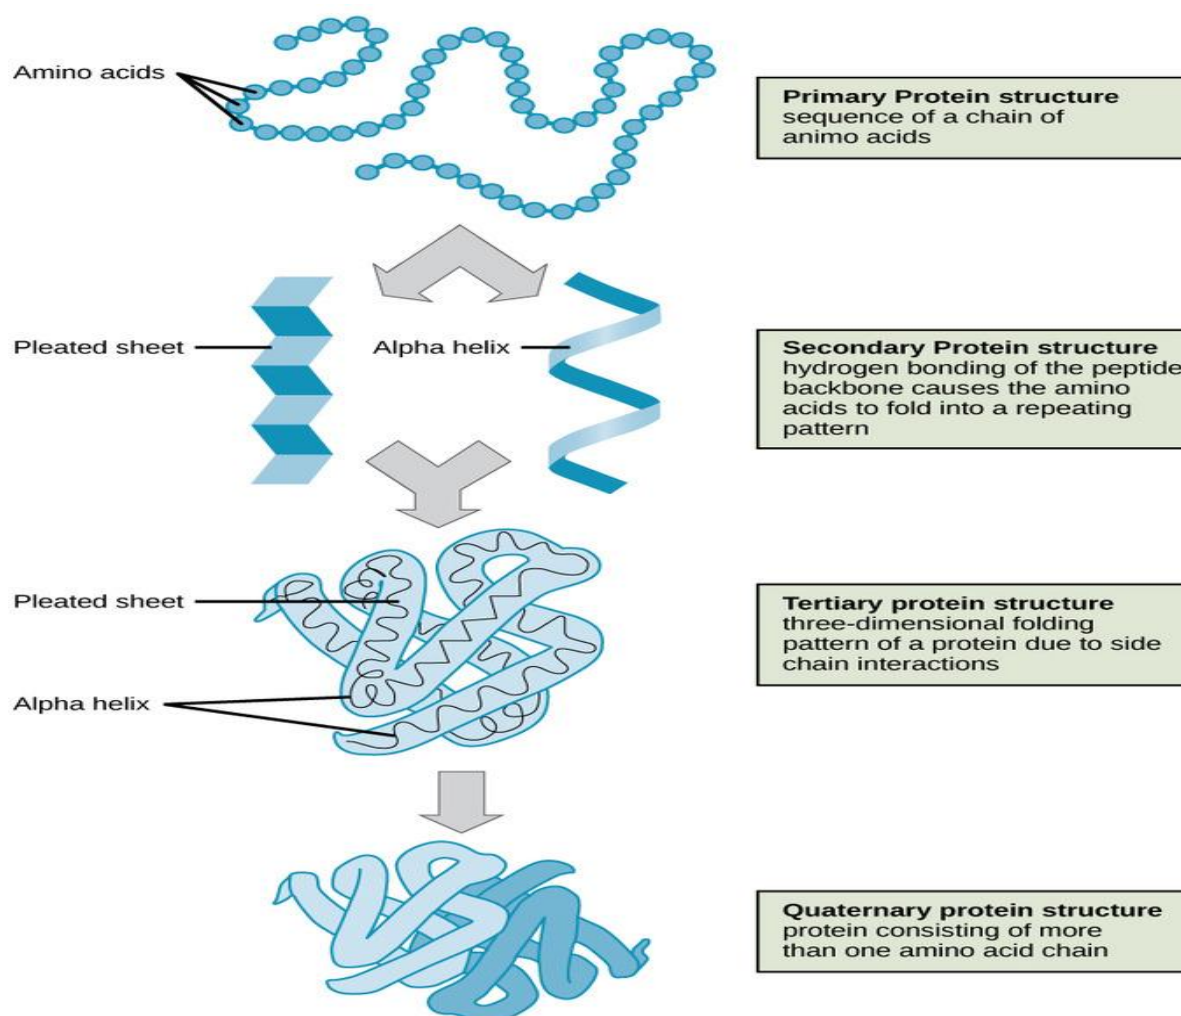 Amino acids
Primary Protein structure
sequence of a chain of
animo acids
Pleated sheet
Alpha helix
Secondary Protein structure
hydrogen bonding of the peptide
backbone causes the amino
acids to fold into a repeating
pattern
Pleated sheet
Alpha helix
Tertiary protein structure
three-dimensional folding
pattern of a protein due to side
chain interactions
Quaternary protein structure
protein consisting of more
than one amino acid chain